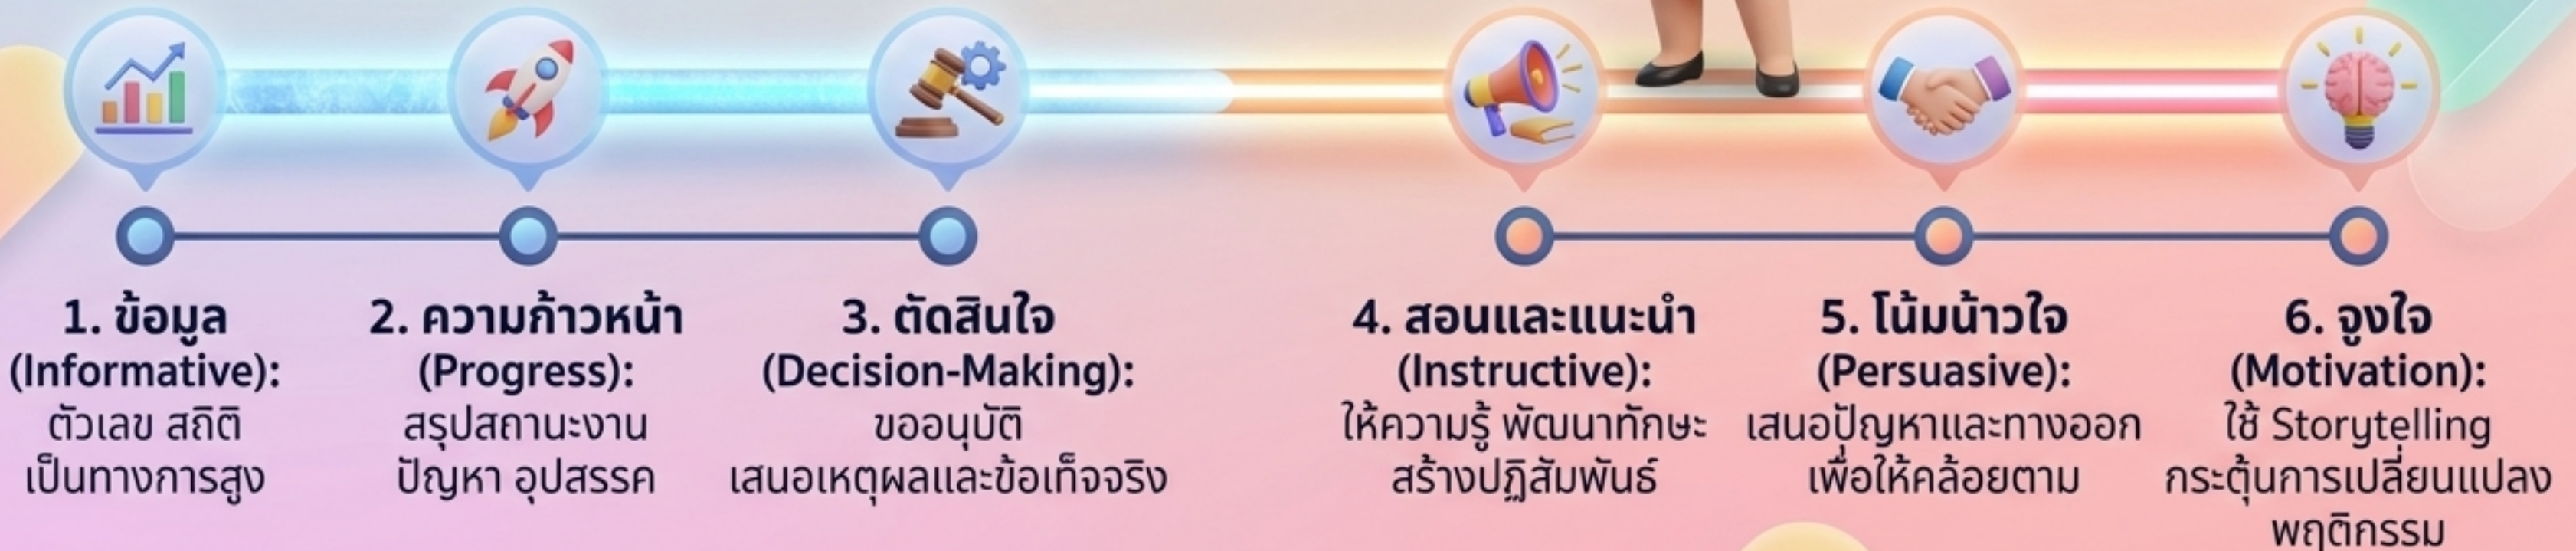 1. ข้อมูล
(Informative):
ตัวเลข สถิติ
เป็นทางการสูง
2. ความก้าวหน้า
(Progress):
สรุปสถานะงาน
ปัญหา อุปสรรค
3. ตัดสินใจ
(Decision-Making):
ขออนุบัติ
เสนอเหตุผลและข้อเท็จจริง
4. สอนและแนะนำ
(Instructive):
ให้ความรู้ พัฒนาทักษะ
สร้างปฏิสัมพันธ์
5. โน้มน้าวใจ
(Persuasive):
เสนอปัญหาและทางออก
เพื่อให้คล้อยตาม
6. จูงใจ
(Motivation):
ใช้ Storytelling
กระตุ้นการเปลี่ยนแปลง
พฤติกรรม